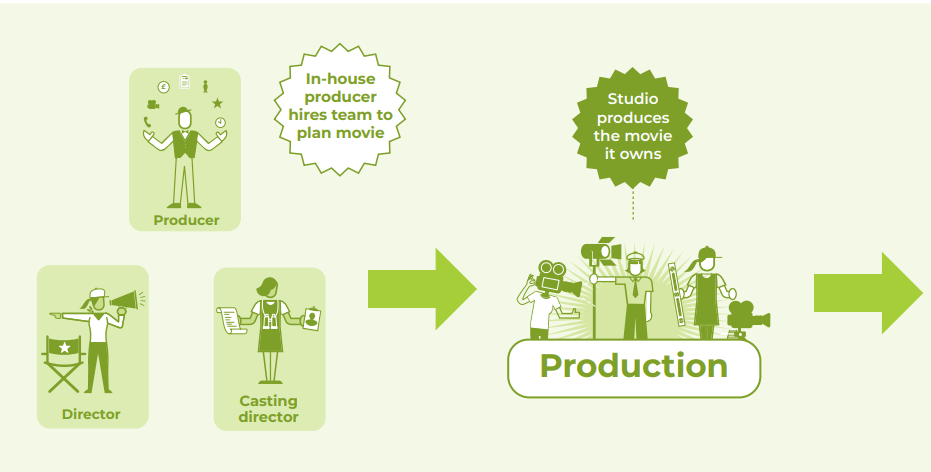 In-house
producer
hires team to
plan movie
Studio
produces
the movie
it owns
£
Producer
Director
Casting
director
Production